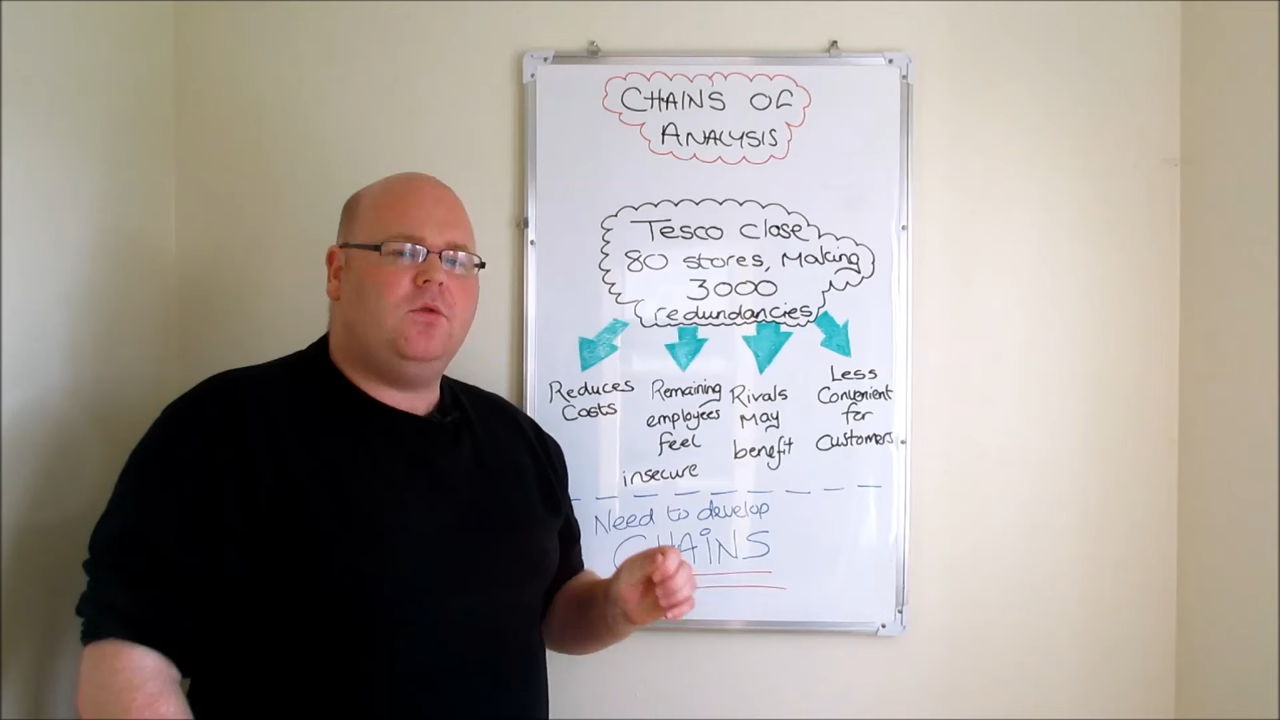 CHAINS OF
ANALYSIS
Tesco close
80 stores, Making
3000
redundancies
Reduces
Costs
Remaining
employees
feel
insecure
Rivals
May
benefit
Less
Convenient
for
Customers
Need to develop
CHAiNS